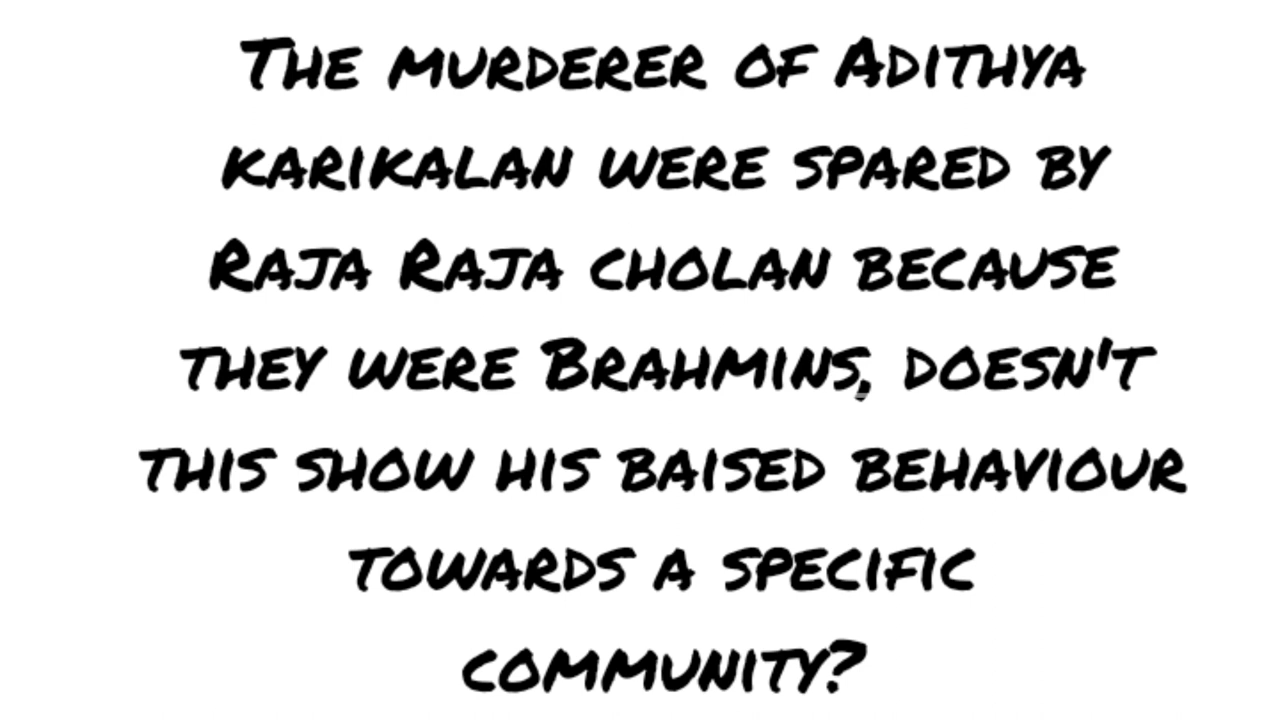 The murderer of Adithya
karikalan were spared by
Raja Raja cholan because
they were Brahmins, doesn't
this show his baised behaviour
towards a specific
community?